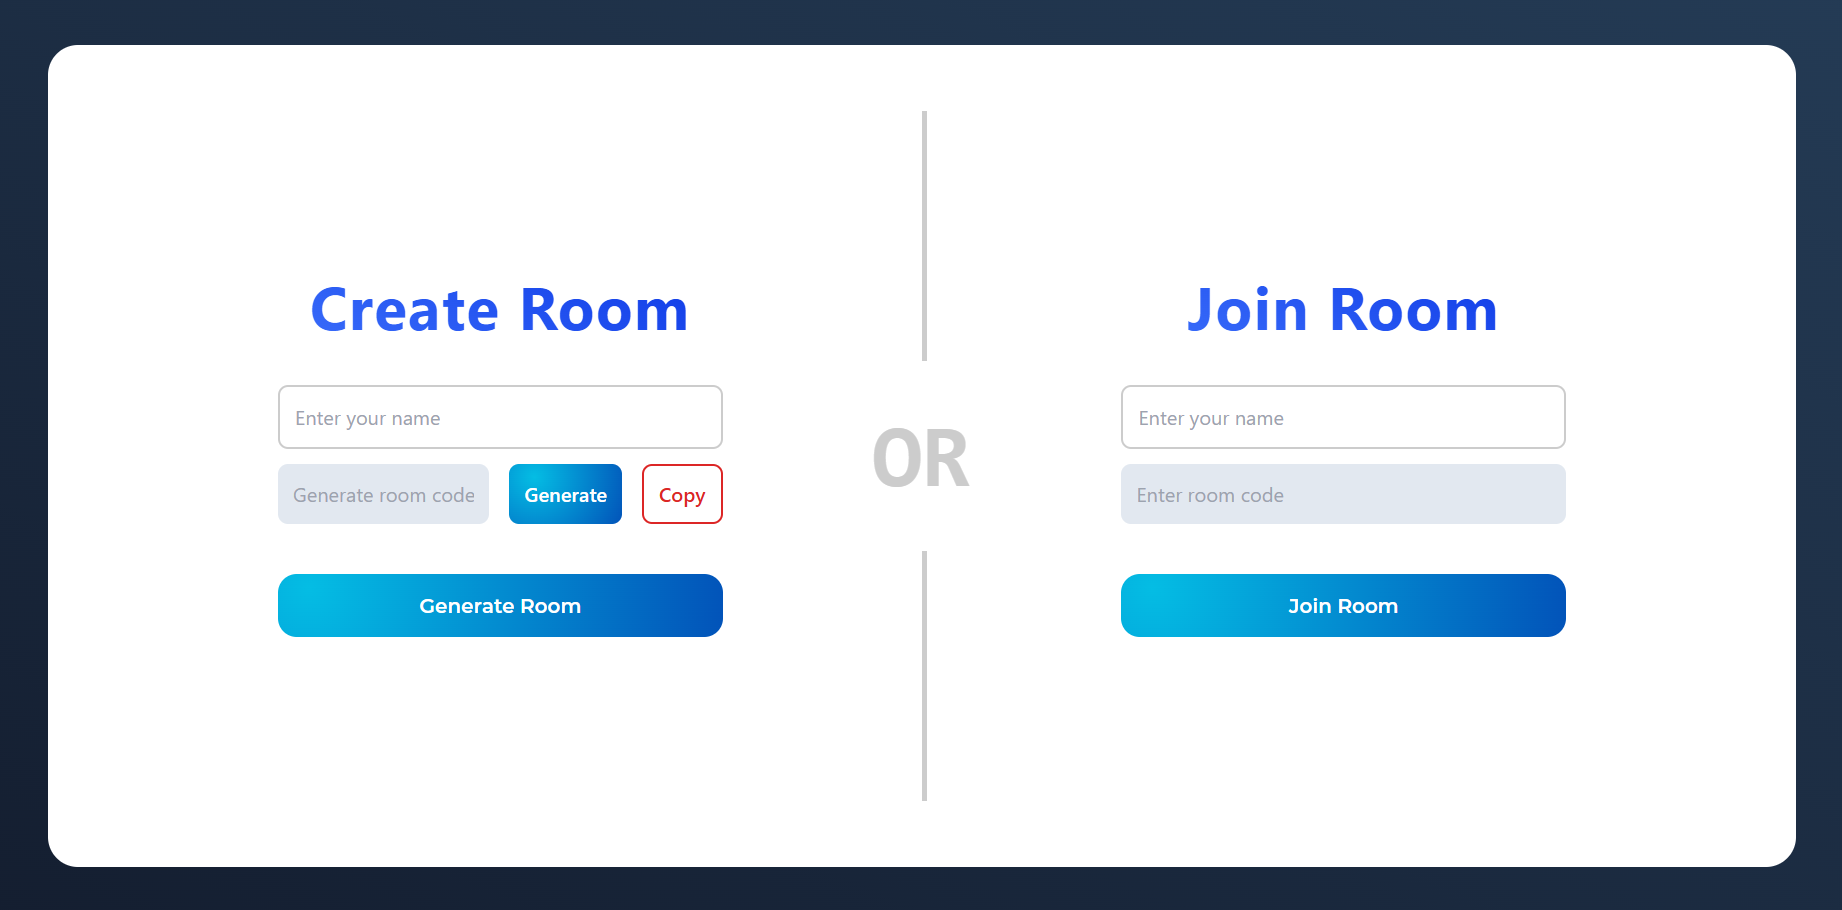 Create Room
Enter your name
Generate room code
Generate
Copy
Generate Room
OR
Join Room
Enter your name
Enter room code
Join Room